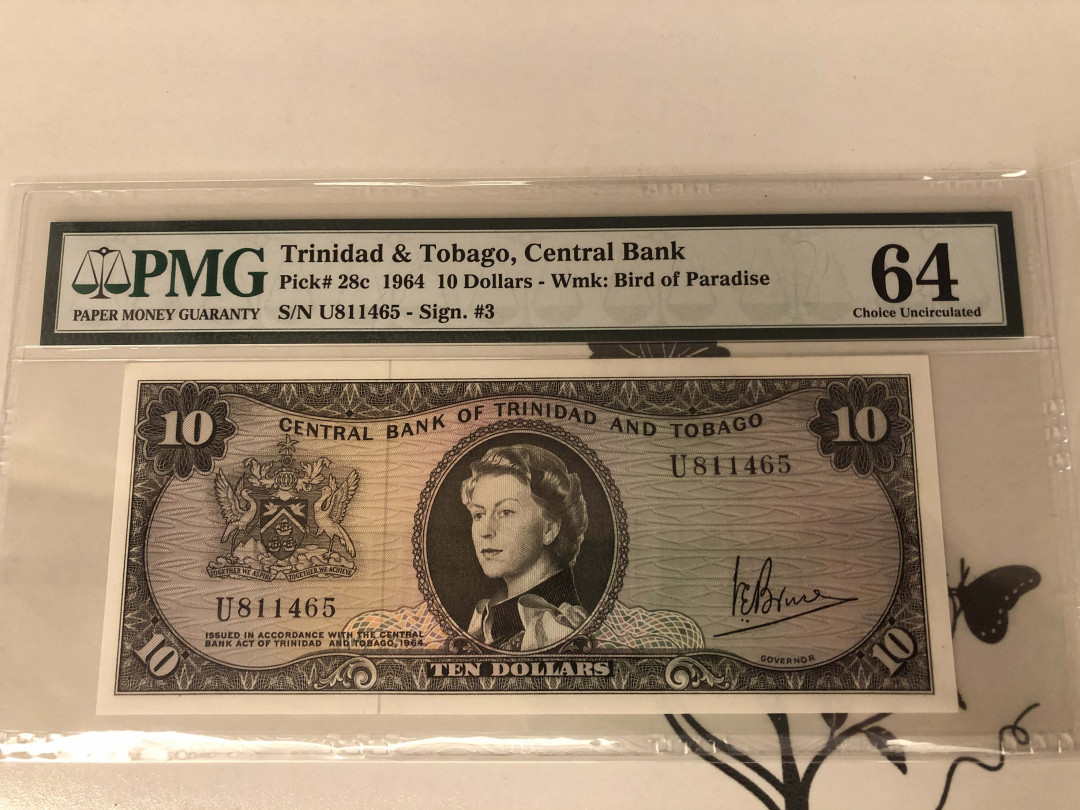 PMG
PAPER MONEY GUARANTY
Trinidad & Tobago, Central Bank
Pick# 28c 1964 10 Dollars - Wmk: Bird of Paradise
S/N U811465 - Sign. #3
64
Choice Uncirculated
10
10
CENTRAL BANK OF TRINIDAD AND TOBAGO
U811465
TOGETHER WE ASPIRE
TOGETHER WE ACHIEVE
U811465
ISSUED IN ACCORDANCE WITH THE CENTRAL
BANK ACT OF TRINIDAD AND TOBAGO, 1964
GOVERNOR
10
TEN DOLLARS
10